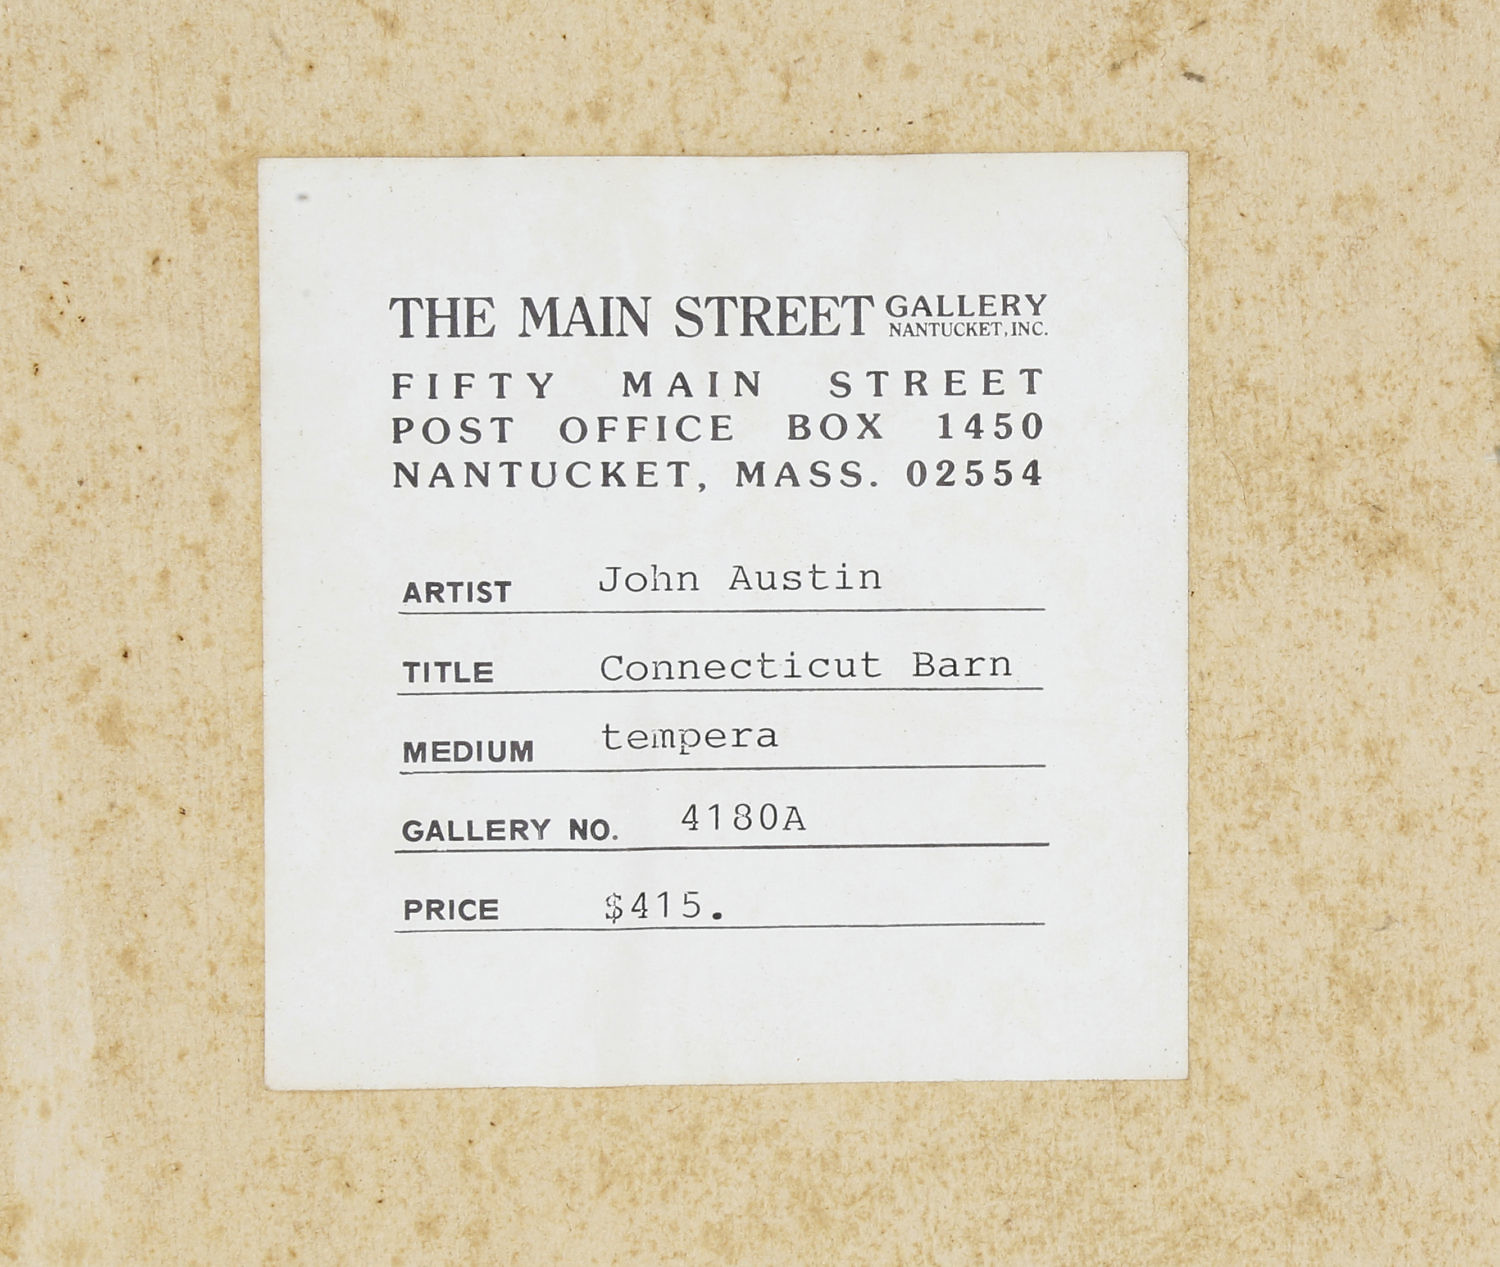 THE MAIN STREET GALLERY
NANTUCKET, INC.
FIFTY MAIN STREET
POST OFFICE BOX 1450
NANTUCKET, MASS. 02554
ARTIST John Austin
TITLE Connecticut Barn
MEDIUM tempera
GALLERY NO. 4180A
PRICE $415.